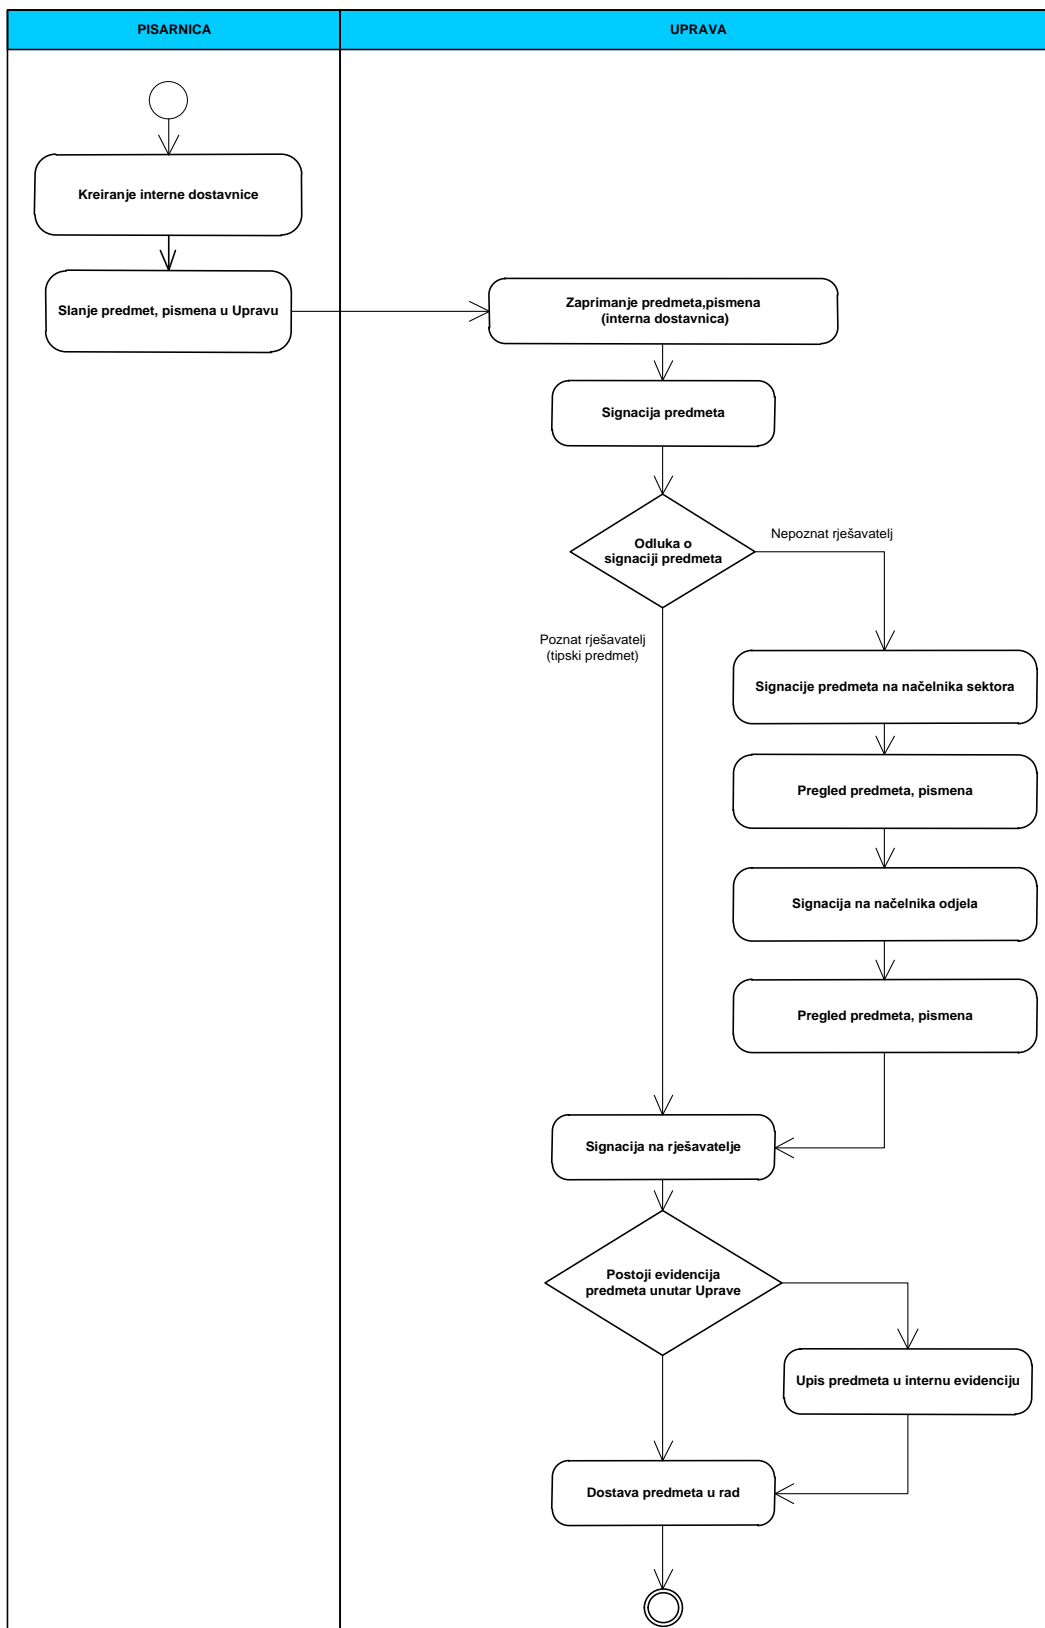 PISARNICA
UPRAVA
Kreiranje interne dostavnice
Slanje predmet, pismena u Upravu
Zaprimanje predmeta,pismena
(interna dostavnica)
Signacija predmeta
Odluka o
signaciji predmeta
Nepoznat rješavatelj
Poznat rješavatelj
(tipski predmet)
Signacije predmeta na načelnika sektora
Pregled predmeta, pismena
Signacija na načelnika odjela
Pregled predmeta, pismena
Signacija na rješavatelje
Postoji evidencija
predmeta unutar Uprave
Upis predmeta u internu evidenciju
Dostava predmeta u rad